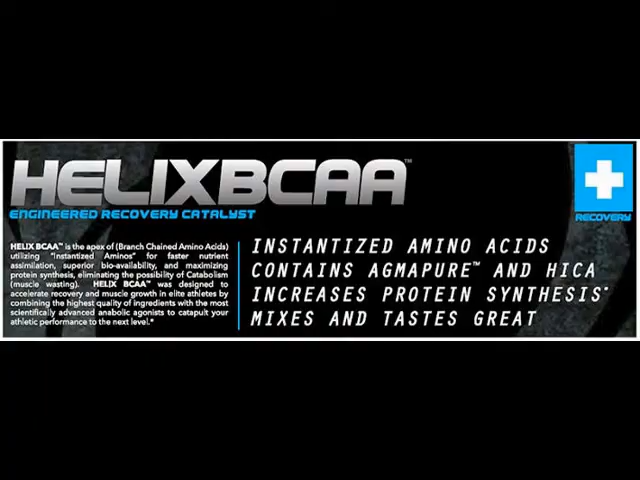 HELIXBCAA™
ENGINEERED RECOVERY CATALYST
RECOVERY
HELIX BCAA™ is the apex of (Branch Chained Amino Acids)
utilizing "Instantized Aminos" for faster nutrient
assimilation, superior bio-availability, and maximizing
protein synthesis, eliminating the possibility of Catabolism
(muscle wasting). HELIX BCAA™ was designed to
accelerate recovery and muscle growth in elite athletes by
combining the highest quality of ingredients with the most
scientifically advanced anabolic agonists to catapult your
athletic performance to the next level.*
INSTANTIZED AMINO ACIDS
CONTAINS AGMAPURE™ AND HICA
INCREASES PROTEIN SYNTHESIS*
MIXES AND TASTES GREAT